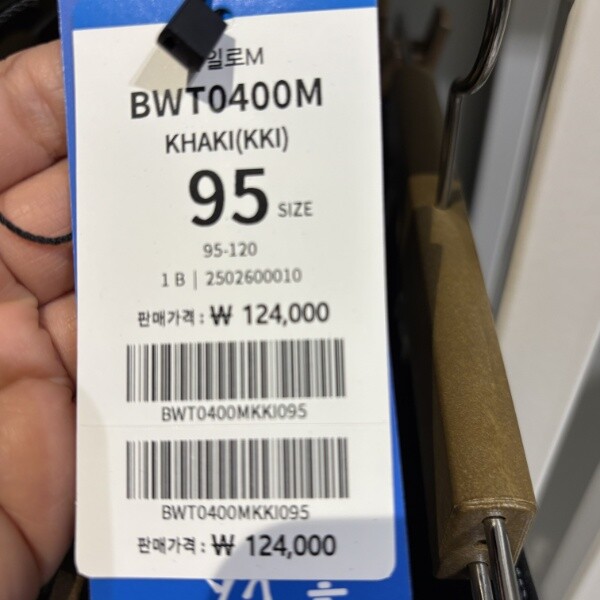 일로M
BWT0400M
KHAKI(KKI)
95 SIZE
95-120
1 B | 2502600010
판매가격 : ₩ 124,000
BWT0400MKKI095
BWT0400MKKI095
판매가격 : ₩ 124,000